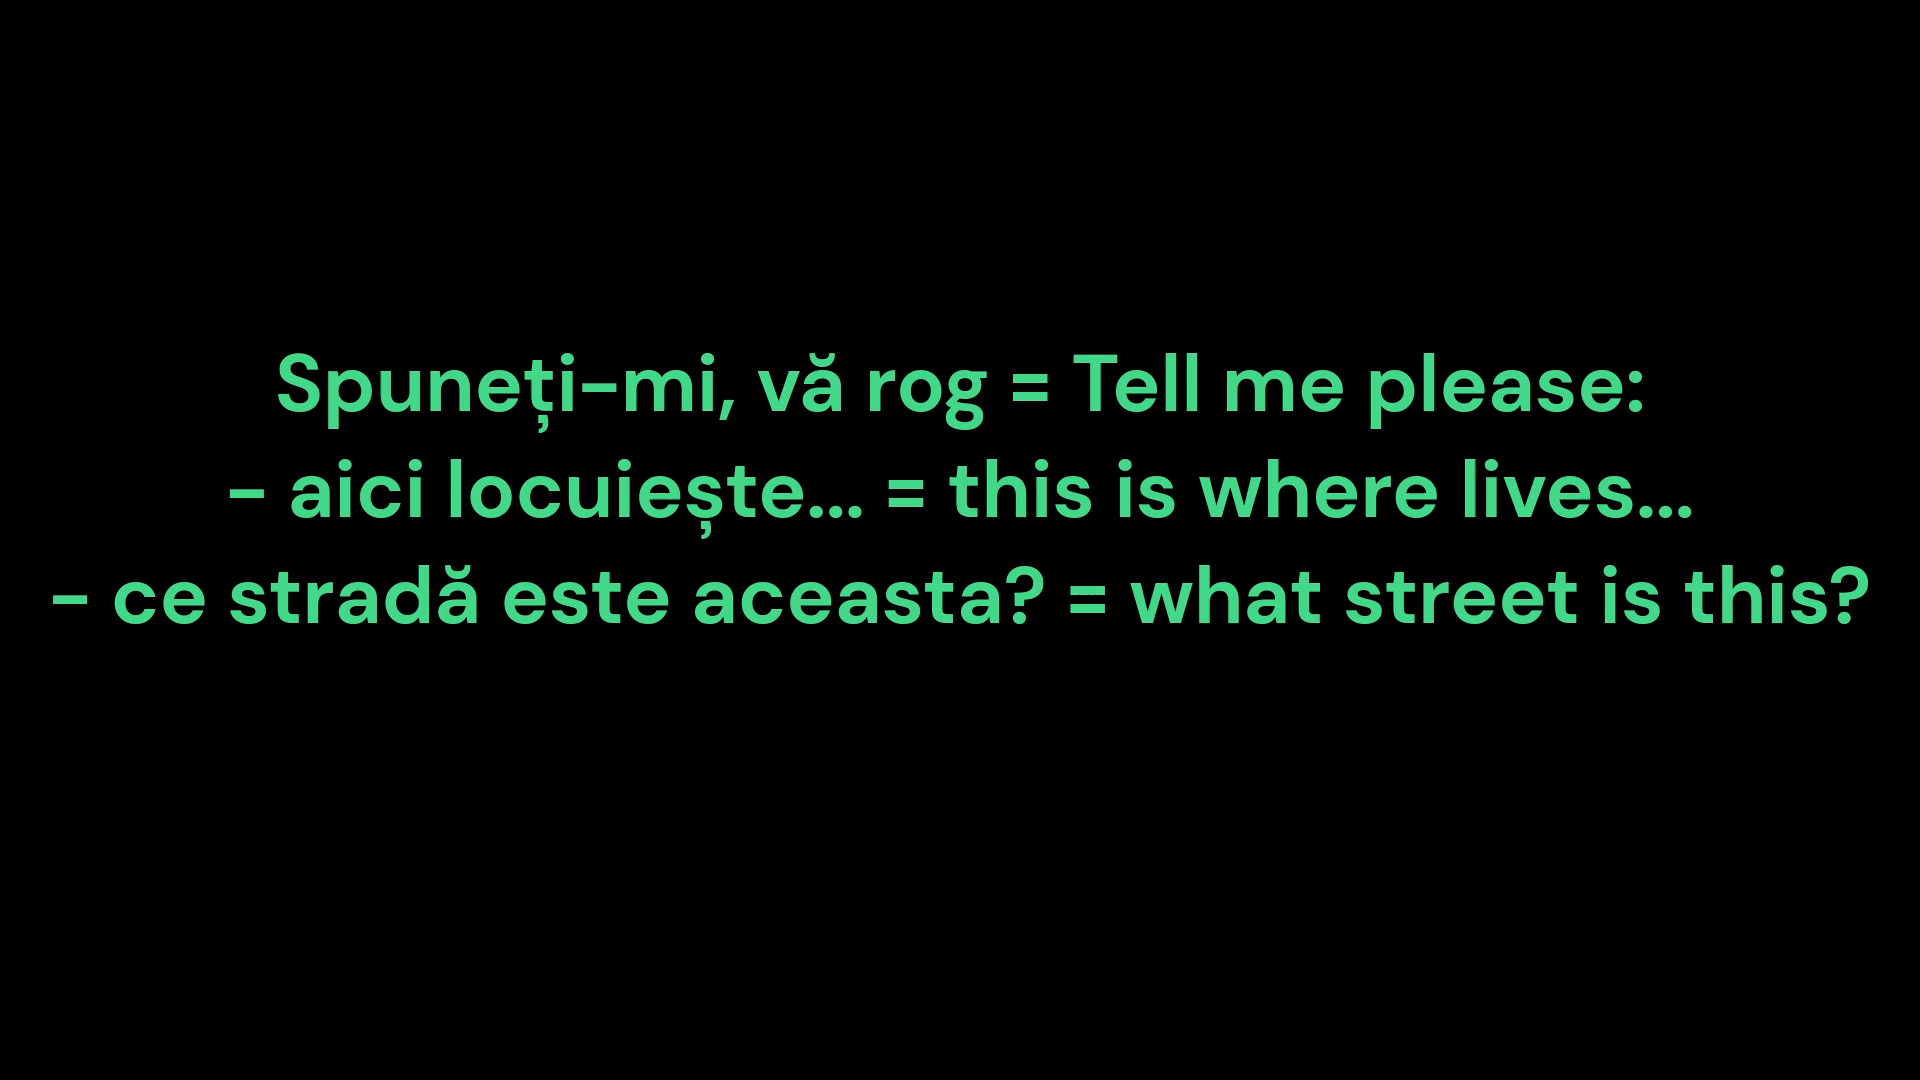 Spuneți-mi, vă rog = Tell me please:
- aici locuiește... = this is where lives...
- ce stradă este aceasta? = what street is this?